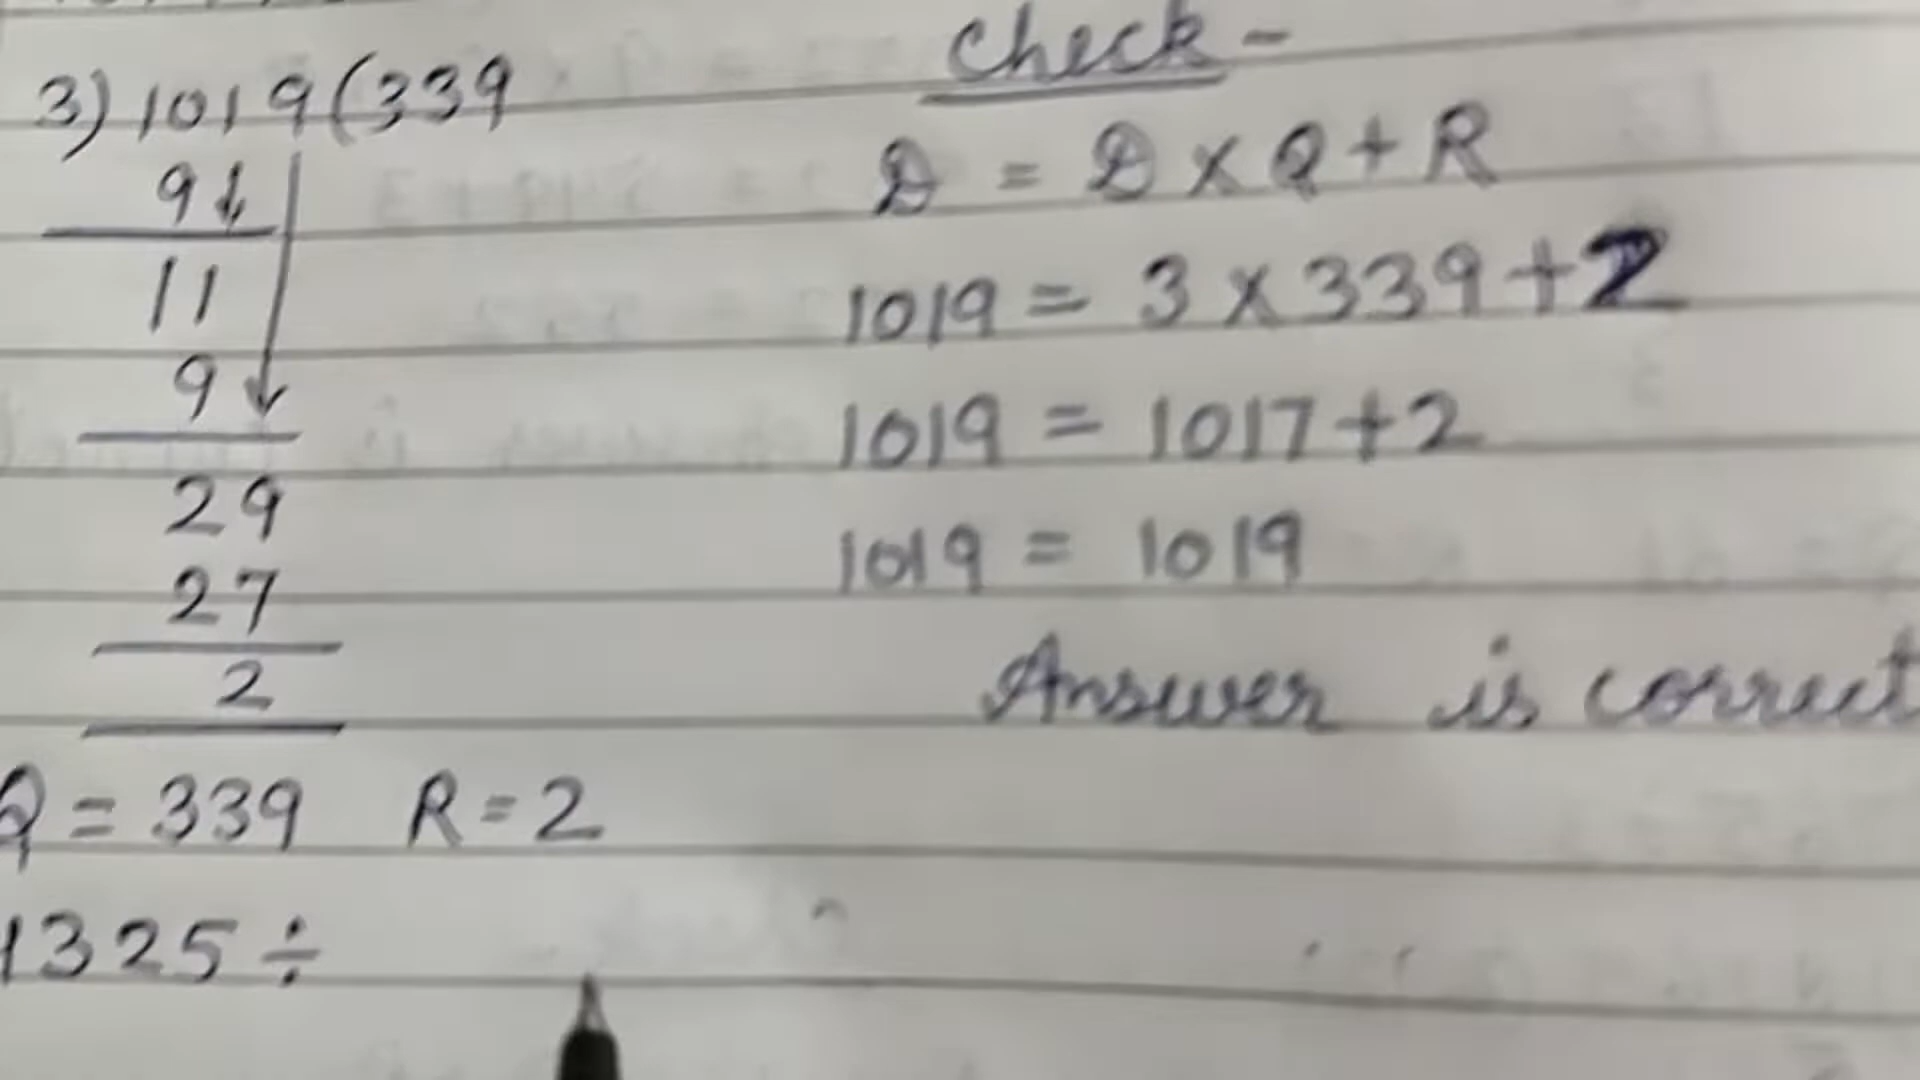 3) 1019 (339
9
11
9
29
27
2
Q = 339 R = 2
1325 ÷
Check -
D = D × Q + R
1019 = 3 × 339 + 2
1019 = 1017 + 2
1019 = 1019
Answer is correct